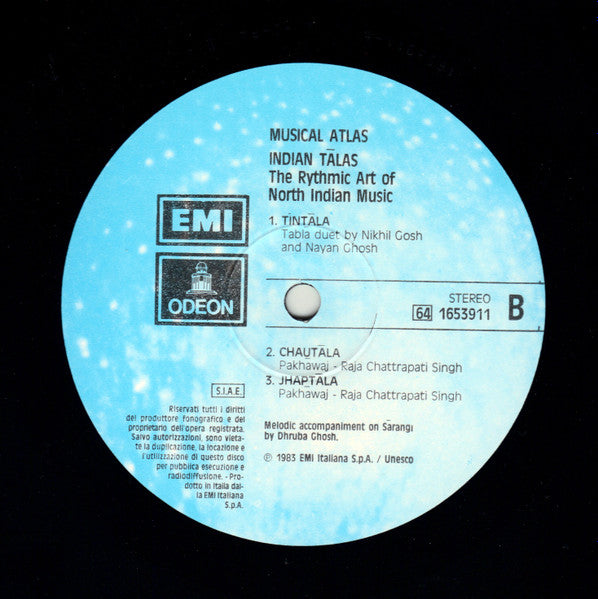 MUSICAL ATLAS
INDIAN TĀLAS
The Rythmic Art of
North Indian Music
1. TĪNTĀLA
Tabla duet by Nikhil Gosh
and Nayan Ghosh
EMI
ODEON
STEREO
64 1653911 B
2. CHAUTĀLA
Pakhawaj - Raja Chattrapati Singh
3. JHAPTĀLA
Pakhawaj - Raja Chattrapati Singh
Melodic accompaniment on Sārangi
by Dhruba Ghosh.
℗ 1983 EMI Italiana S.p.A. / Unesco
S.I.A.E.
Riservati tutti i diritti
del produttore fonografico e del
proprietario dell'opera registrata.
Salvo autorizzazioni, sono vieta-
te la duplicazione, la locazione e
l'utilizzazione di questo disco
per pubblica esecuzione e
radiodiffusione. - Pro-
dotto in Italia dal-
la EMI Italiana
S.p.A.